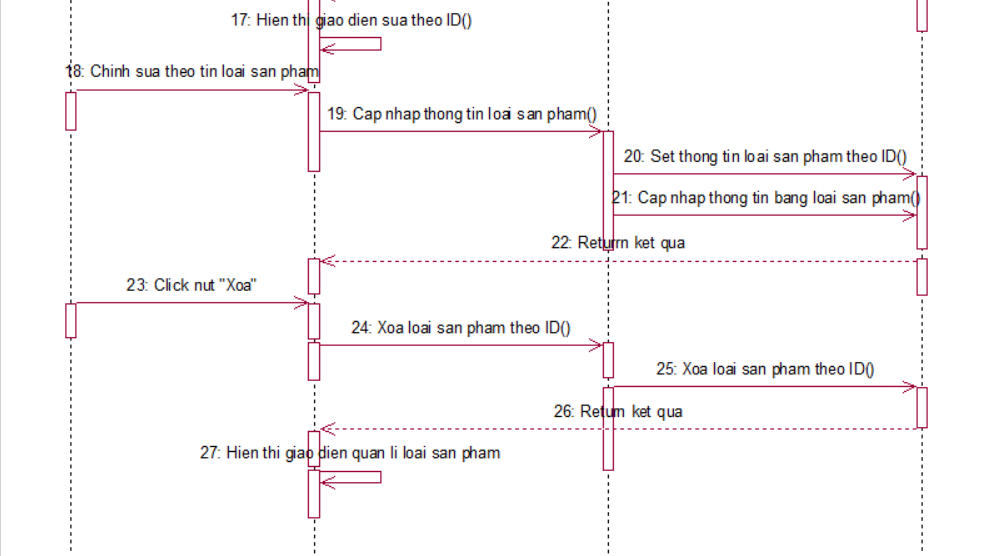 17: Hien thi giao dien sua theo ID()
18: Chinh sua theo tin loai san pham
19: Cap nhap thong tin loai san pham()
20: Set thong tin loai san pham theo ID()
21: Cap nhap thong tin bang loai san pham()
22: Returrn ket qua
23: Click nut "Xoa"
24: Xoa loai san pham theo ID()
25: Xoa loai san pham theo ID()
26: Return ket qua
27: Hien thi giao dien quan li loai san pham